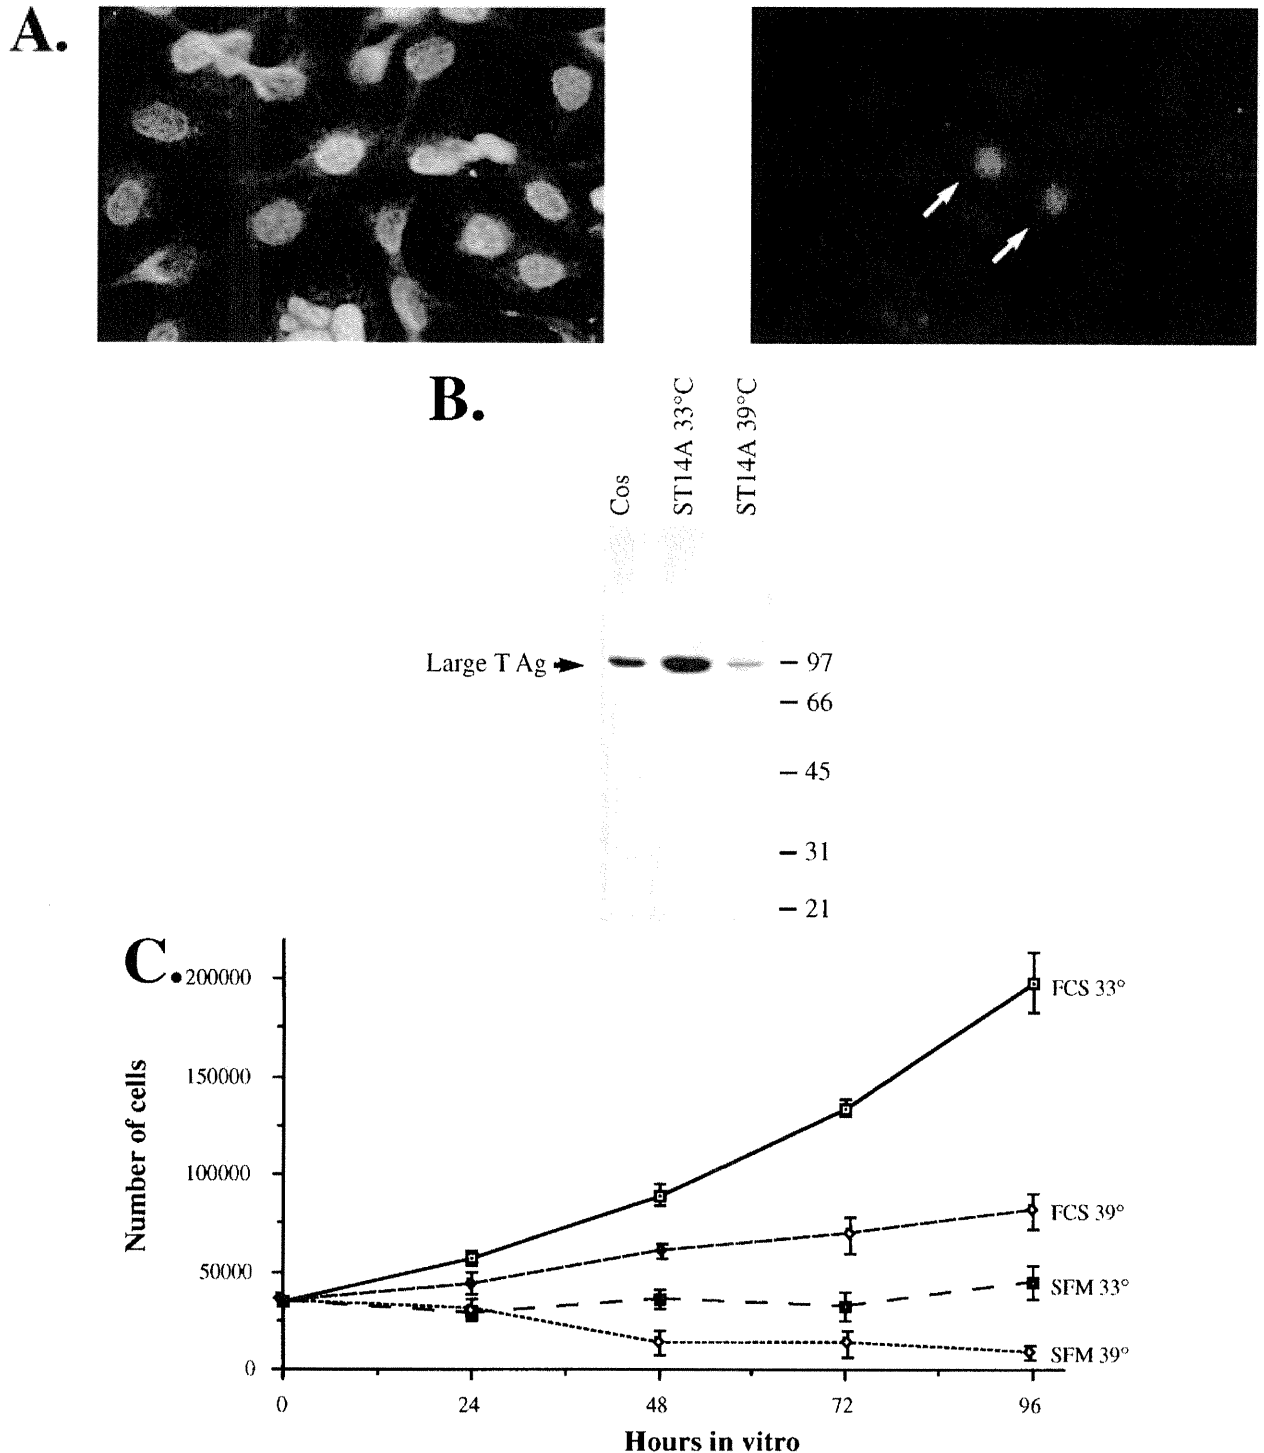 A.
B.
Cos
ST14A 33°C
ST14A 39°C
Large T Ag
97
66
45
31
21
C.
200000
150000
100000
50000
0
Number of cells
FCS 33°
FCS 39°
SFM 33°
SFM 39°
0 24 48 72 96
Hours in vitro